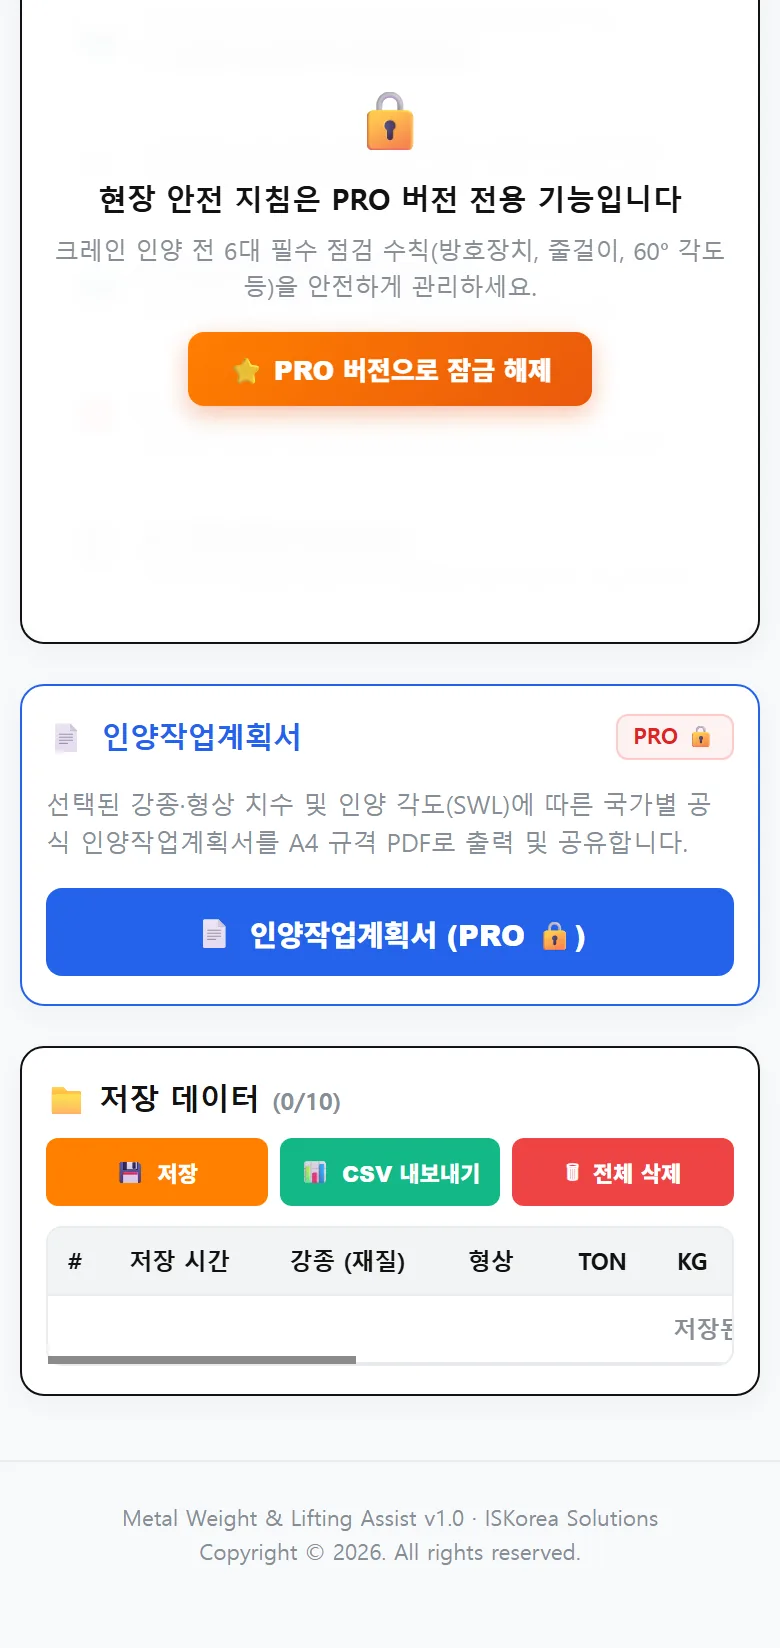 현장 안전 지침은 PRO 버전 전용 기능입니다
크레인 인양 전 6대 필수 점검 수칙(방호장치, 줄걸이, 60° 각도
등)을 안전하게 관리하세요.
PRO 버전으로 잠금 해제
인양작업계획서
PRO
선택된 강종·형상 치수 및 인양 각도(SWL)에 따른 국가별 공
식 인양작업계획서를 A4 규격 PDF로 출력 및 공유합니다.
인양작업계획서 (PRO 🔒)
저장 데이터 (0/10)
저장 CSV 내보내기 전체 삭제
# 저장 시간 강종 (재질) 형상 TON KG
저장된
Metal Weight & Lifting Assist v1.0 · ISKorea Solutions
Copyright © 2026. All rights reserved.